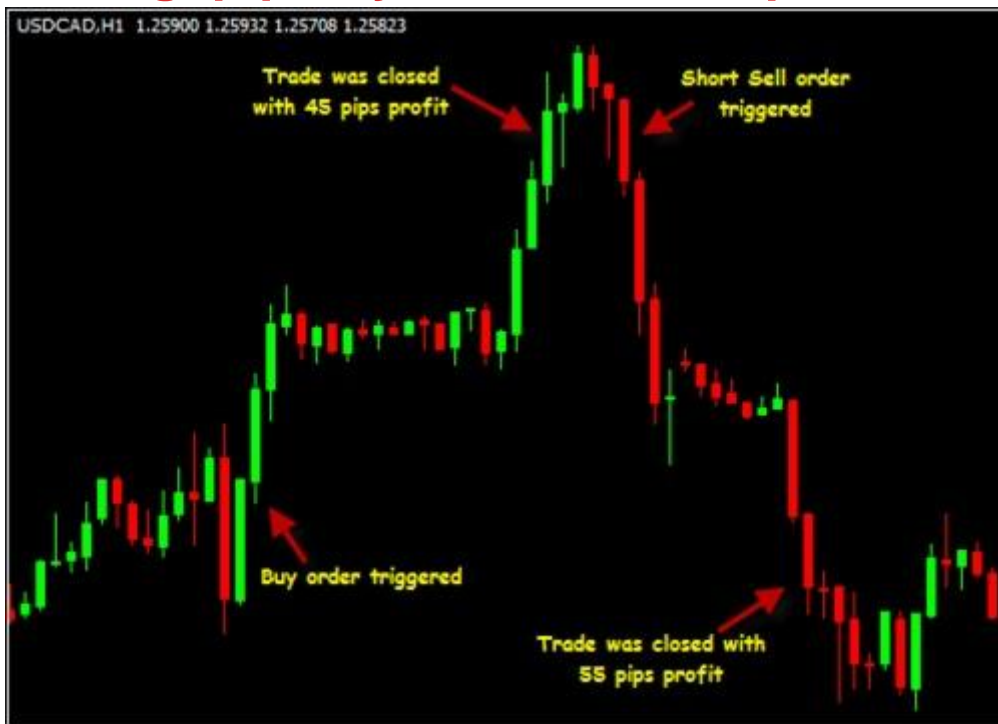 USDCAD,H1 1.25900 1.25932 1.25708 1.25823
Trade was closed
with 45 pips profit
Short Sell order
triggered
Buy order triggered
Trade was closed with
55 pips profit